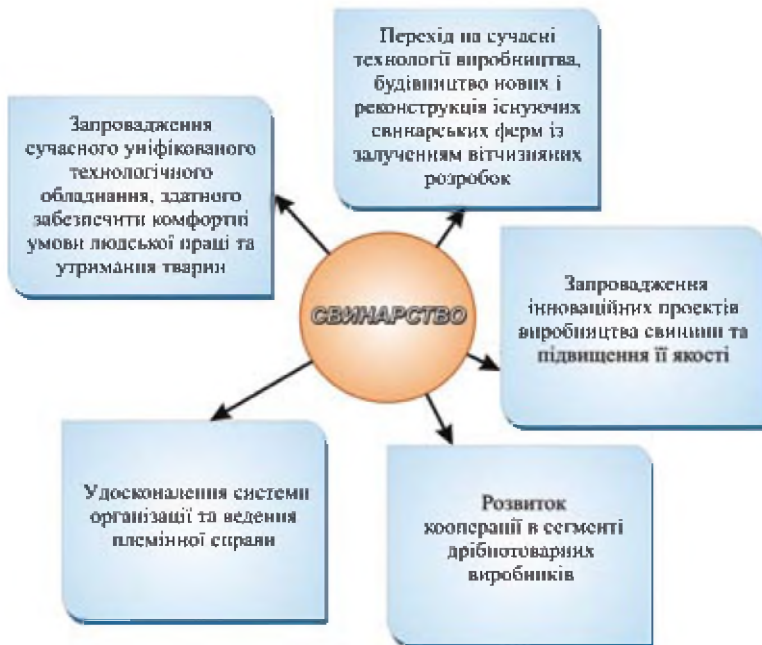 Перехід на сучасні
технології виробництва,
будівництво нових і
реконструкція існуючих
свинарських ферм із
залученням вітчизняних
розробок
Запровадження
сучасного уніфікованого
технологічного
обладнання, здатного
забезпечити комфортні
умови людської праці та
утримання тварин
СВИНАРСТВО
Запровадження
інноваційних проектів
виробництва свинини та
підвищення її якості
Удосконалення системи
організації та ведення
племінної справи
Розвиток
кооперації в сегменті
дрібнотоварних
виробників